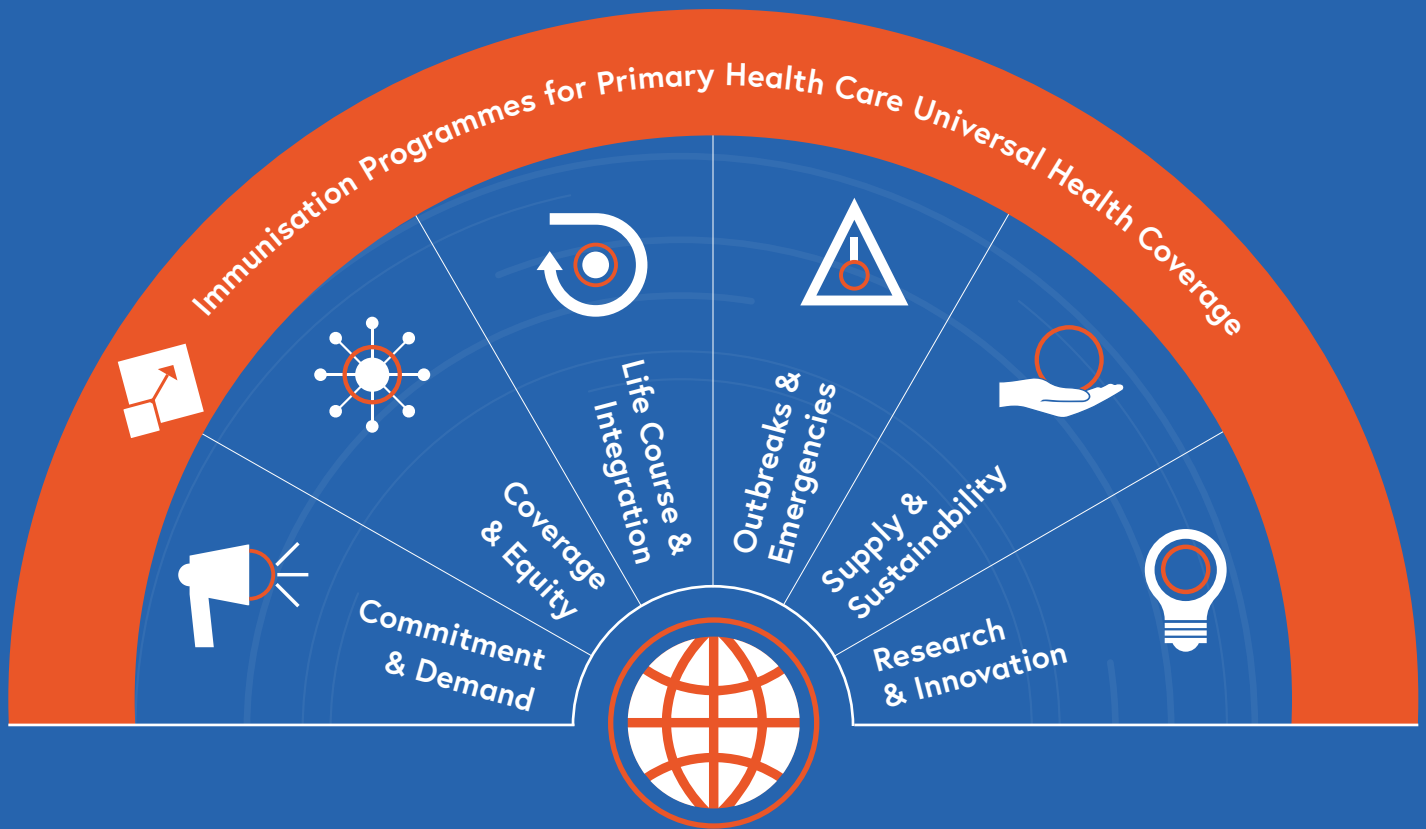 Immunisation Programmes for Primary Health Care Universal Health Coverage
Commitment
& Demand
Coverage
& Equity
Life Course &
Integration
Outbreaks &
Emergencies
Supply &
Sustainability
Research
& Innovation